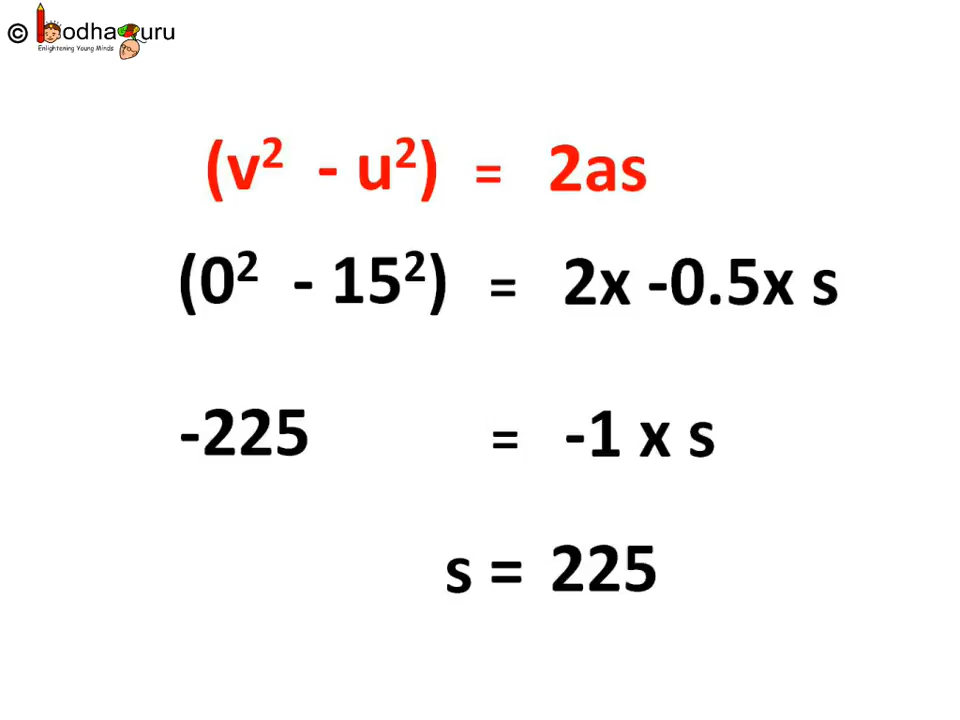 © BodhaGuru
Enlightening Young Minds
(v² - u²) = 2as
(0² - 15²) = 2x -0.5x s
-225 = -1 x s
s = 225